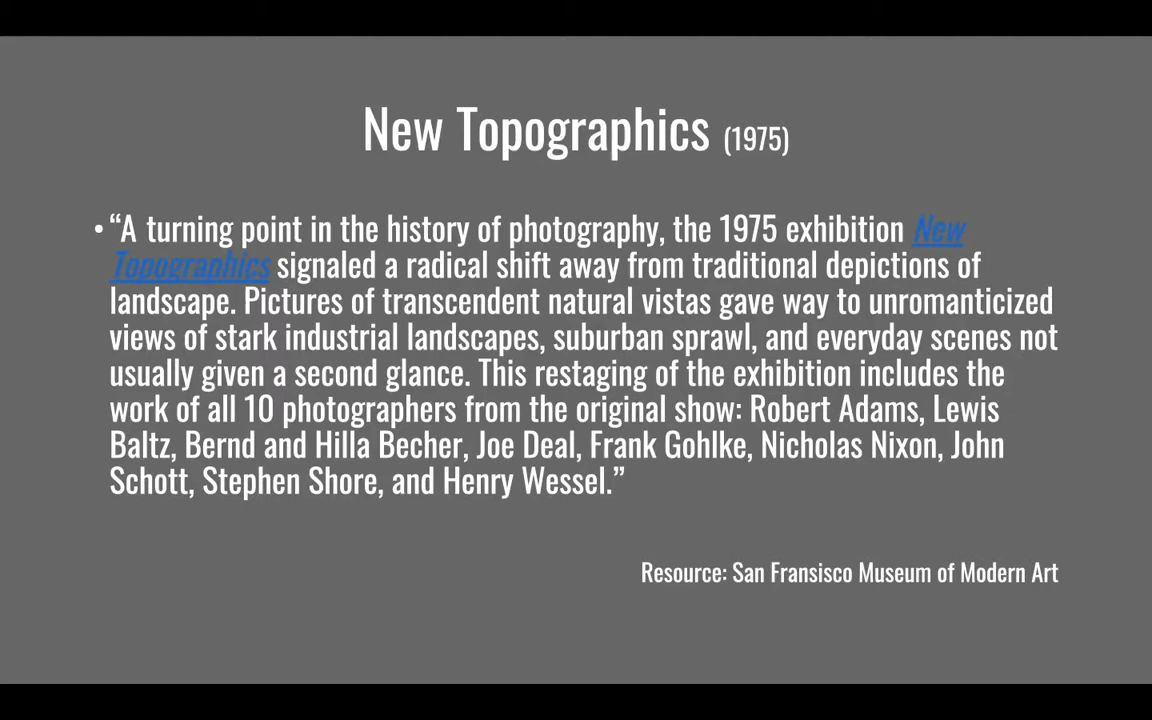 New Topographics (1975)
• “A turning point in the history of photography, the 1975 exhibition New
Topographics signaled a radical shift away from traditional depictions of
landscape. Pictures of transcendent natural vistas gave way to unromanticized
views of stark industrial landscapes, suburban sprawl, and everyday scenes not
usually given a second glance. This restaging of the exhibition includes the
work of all 10 photographers from the original show: Robert Adams, Lewis
Baltz, Bernd and Hilla Becher, Joe Deal, Frank Gohlke, Nicholas Nixon, John
Schott, Stephen Shore, and Henry Wessel.”
Resource: San Fransisco Museum of Modern Art